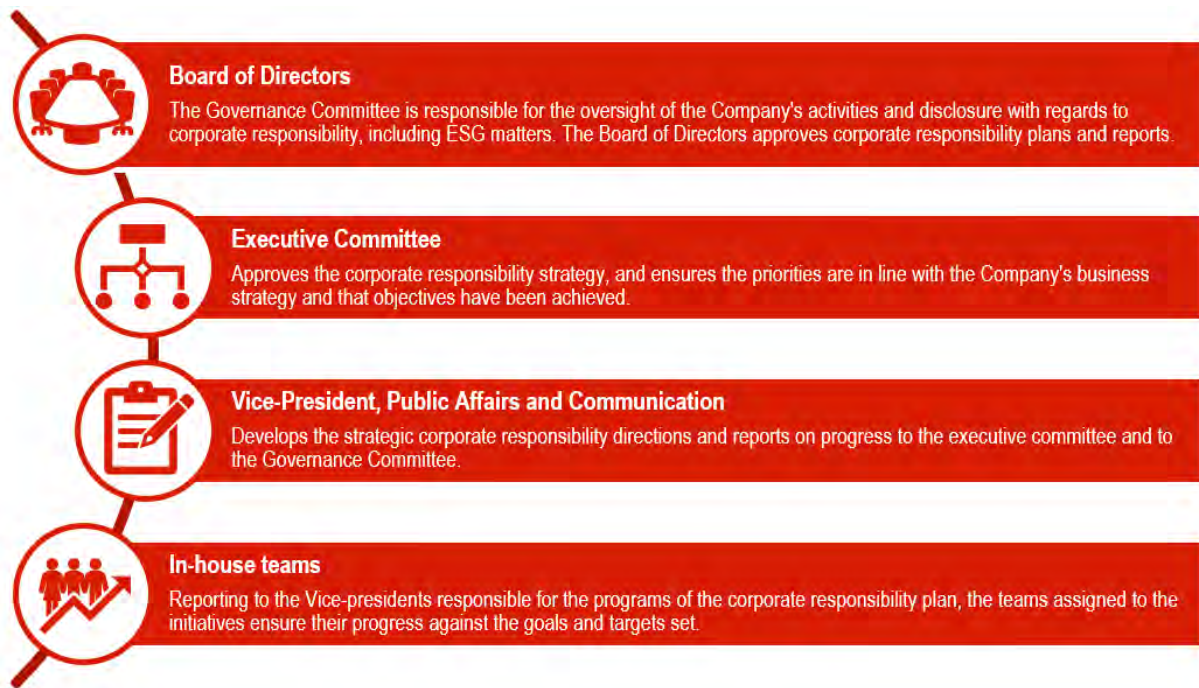 Board of Directors
The Governance Committee is responsible for the oversight of the Company's activities and disclosure with regards to
corporate responsibility, including ESG matters. The Board of Directors approves corporate responsibility plans and reports.
Executive Committee
Approves the corporate responsibility strategy, and ensures the priorities are in line with the Company's business
strategy and that objectives have been achieved.
Vice-President, Public Affairs and Communication
Develops the strategic corporate responsibility directions and reports on progress to the executive committee and to
the Governance Committee.
In-house teams
Reporting to the Vice-presidents responsible for the programs of the corporate responsibility plan, the teams assigned to the
initiatives ensure their progress against the goals and targets set.